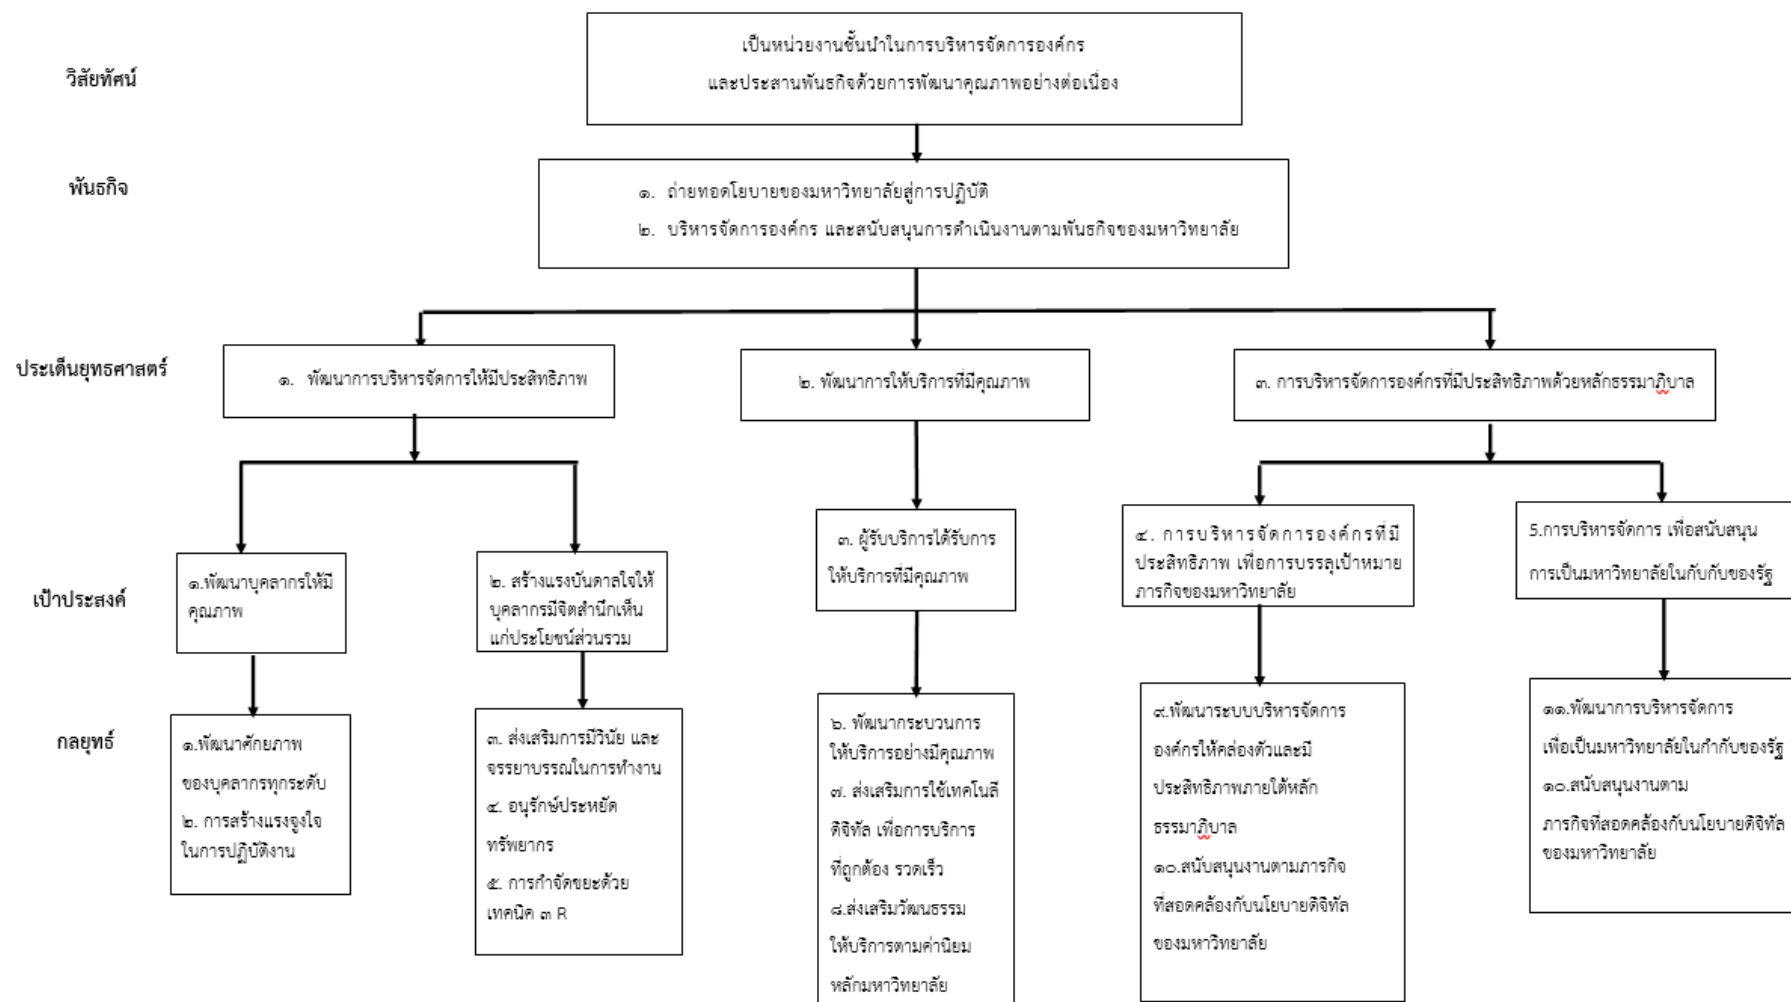 เป็นหน่วยงานชั้นนำในการบริหารจัดการองค์กร
และประสานพันธกิจด้วยการพัฒนาคุณภาพอย่างต่อเนื่อง
วิสัยทัศน์
พันธกิจ
๑. ถ่ายทอดโยบายของมหาวิทยาลัยสู่การปฏิบัติ
๒. บริหารจัดการองค์กร และสนับสนุนการดำเนินงานตามพันธกิจของมหาวิทยาลัย
ประเด็นยุทธศาสตร์
๑. พัฒนาการบริหารจัดการให้มีประสิทธิภาพ
๒. พัฒนาการให้บริการที่มีคุณภาพ
๓. การบริหารจัดการองค์กรที่มีประสิทธิภาพด้วยหลักธรรมาภิบาล
เป้าประสงค์
๑.พัฒนาบุคลากรให้มี
คุณภาพ
๒. สร้างแรงบันดาลใจให้
บุคลากรมีจิตสำนึกเห็น
แก่ประโยชน์ส่วนรวม
๓. ผู้รับบริการได้รับการ
ให้บริการที่มีคุณภาพ
๔. การบริหารจัดการองค์กรที่มี
ประสิทธิภาพ เพื่อการบรรลุเป้าหมาย
ภารกิจของมหาวิทยาลัย
5.การบริหารจัดการ เพื่อสนับสนุน
การเป็นมหาวิทยาลัยในกับกับของรัฐ
กลยุทธ์
๑.พัฒนาศักยภาพ
ของบุคลากรทุกระดับ
๒. การสร้างแรงจูงใจ
ในการปฏิบัติงาน
๓. ส่งเสริมการมีวินัย และ
จรรยาบรรณในการทำงาน
๔. อนุรักษ์ประหยัด
ทรัพยากร
๕. การกำจัดขยะด้วย
เทคนิค ๓ R
๖. พัฒนากระบวนการ
ให้บริการอย่างมีคุณภาพ
๗. ส่งเสริมการใช้เทคโนลี
ดิจิทัล เพื่อการบริการ
ที่ถูกต้อง รวดเร็ว
๘.ส่งเสริมวัฒนธรรม
ให้บริการตามค่านิยม
หลักมหาวิทยาลัย
๙.พัฒนาระบบบริหารจัดการ
องค์กรให้คล่องตัวและมี
ประสิทธิภาพภายใต้หลัก
ธรรมาภิบาล
๑๐.สนับสนุนงานตามภารกิจ
ที่สอดคล้องกับนโยบายดิจิทัล
ของมหาวิทยาลัย
๑๑.พัฒนาการบริหารจัดการ
เพื่อเป็นมหาวิทยาลัยในกำกับของรัฐ
๑๐.สนับสนุนงานตาม
ภารกิจที่สอดคล้องกับนโยบายดิจิทัล
ของมหาวิทยาลัย